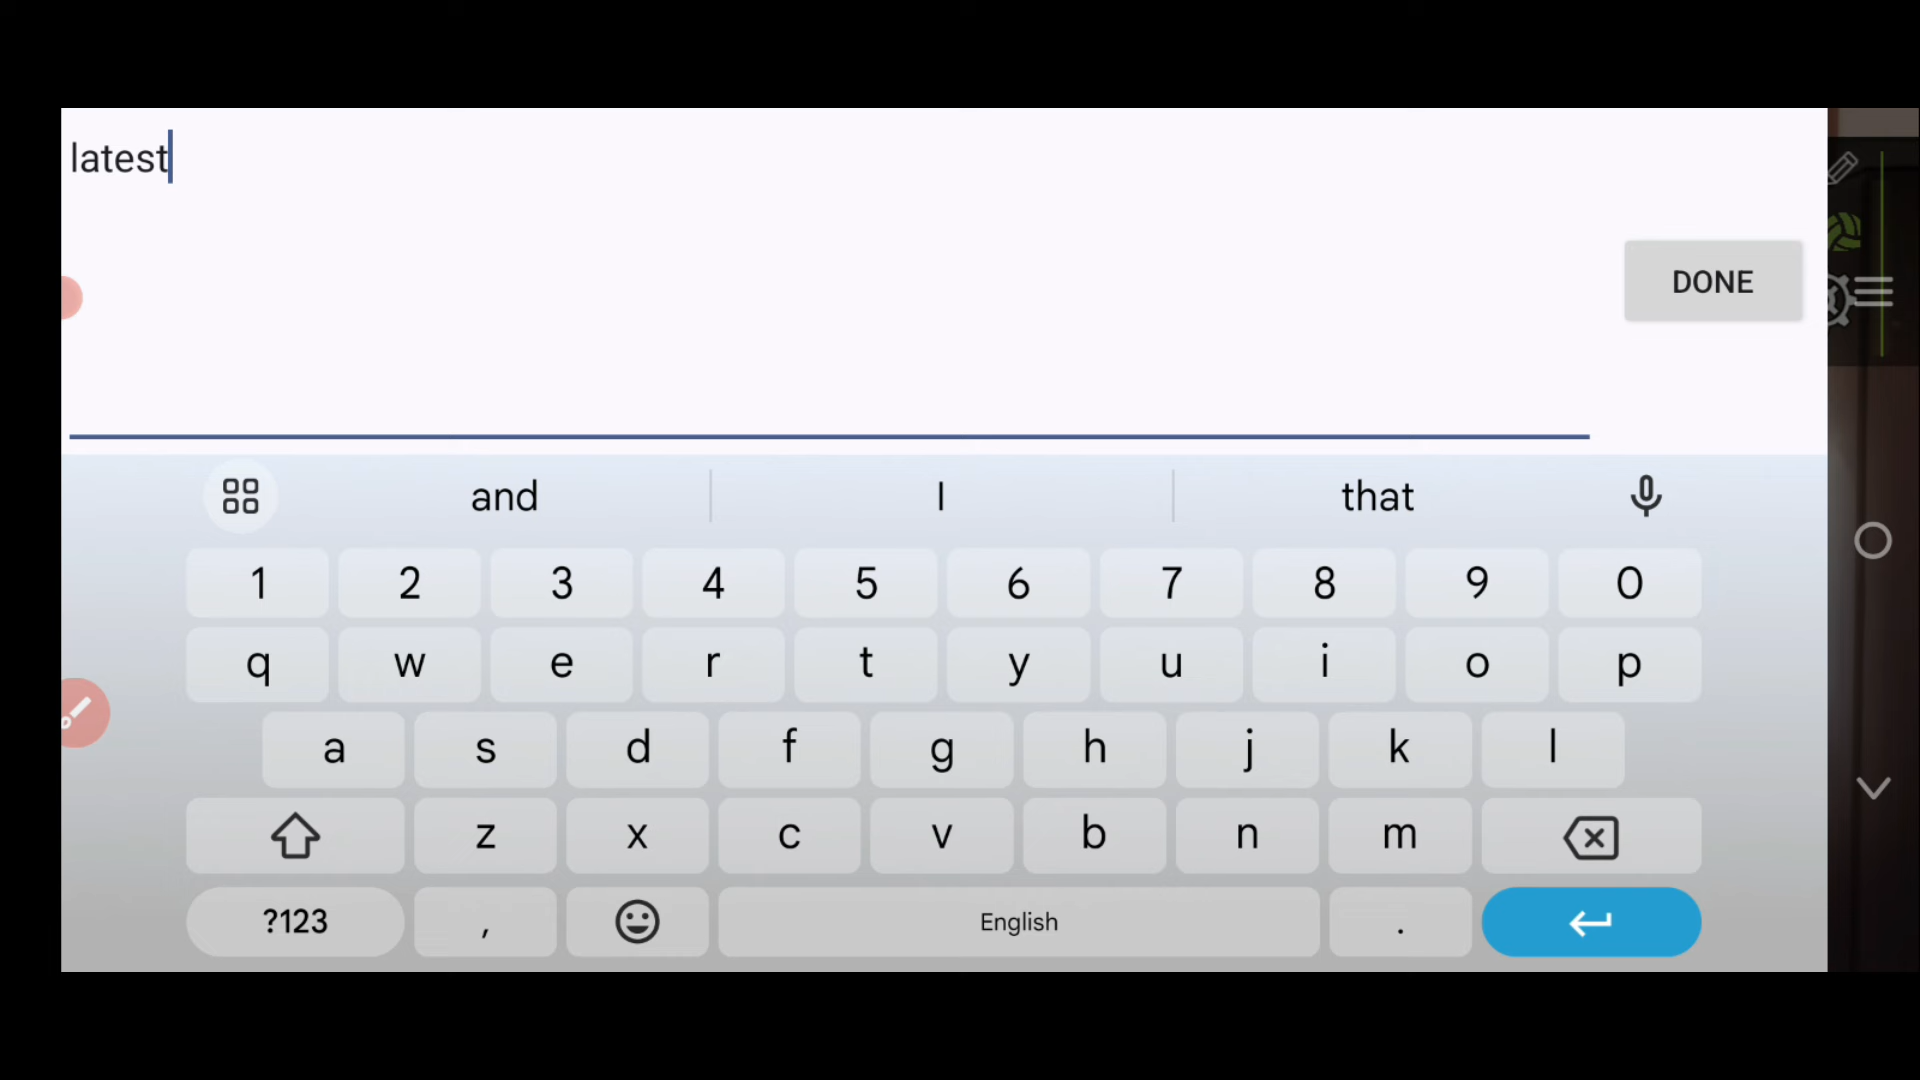 latest
DONE
and I that
1 2 3 4 5 6 7 8 9 0
q w e r t y u i o p
a s d f g h j k l
z x c v b n m
?123 , English .